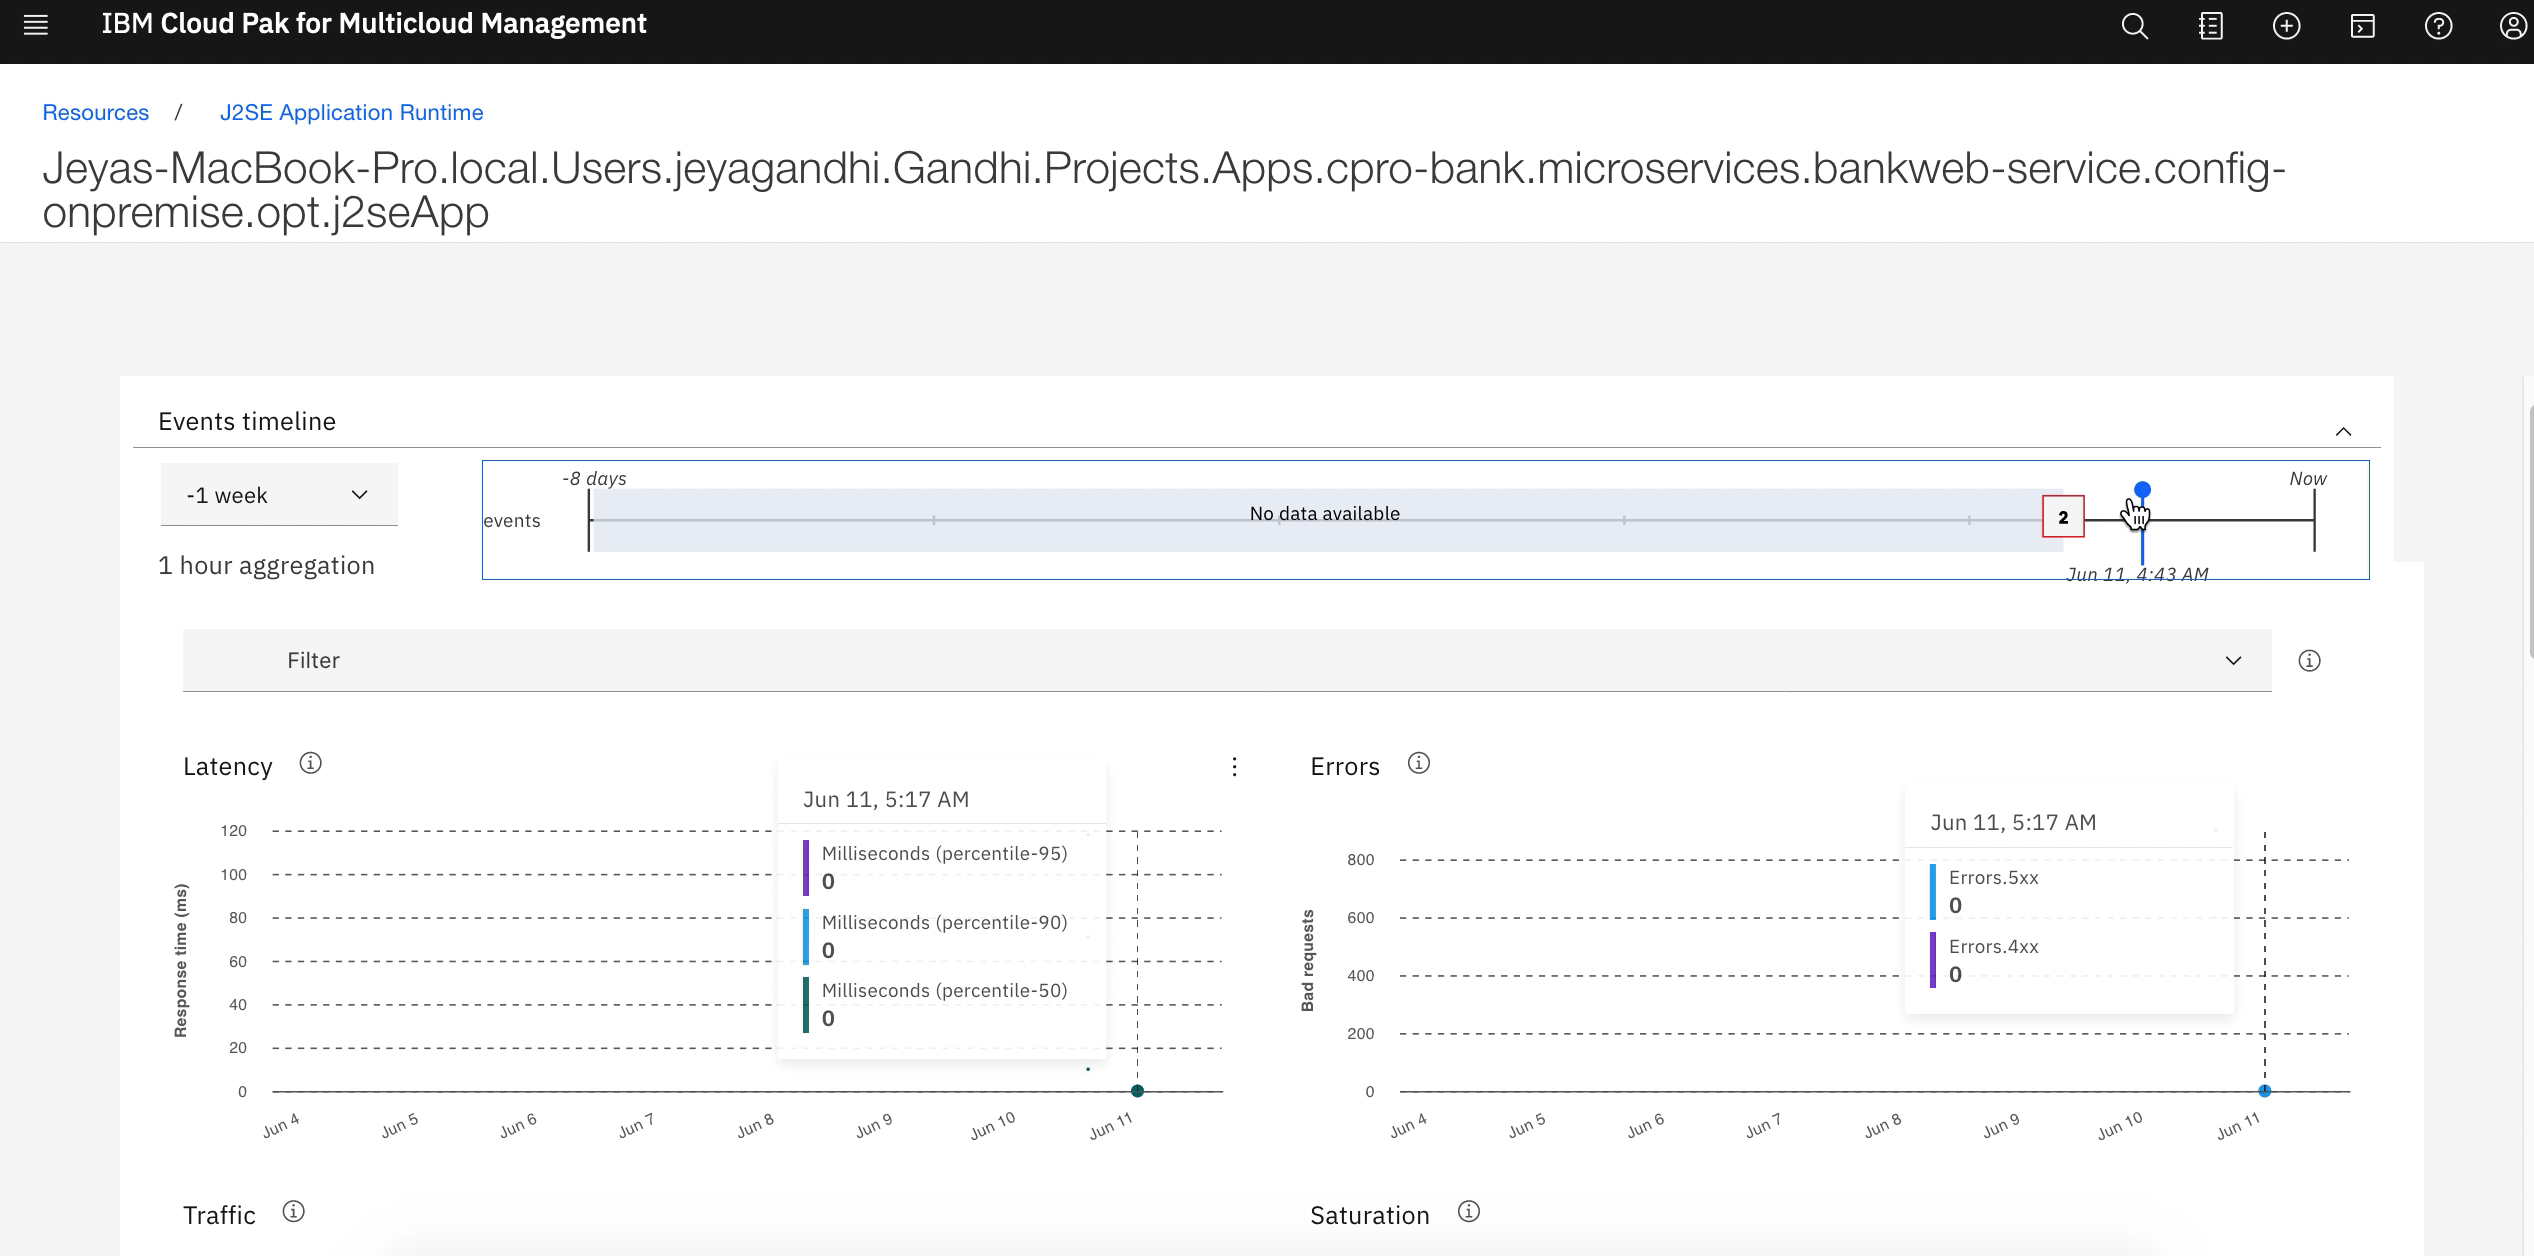 IBM Cloud Pak for Multicloud Management
Resources / J2SE Application Runtime
Jeyas-MacBook-Pro.local.Users.jeyagandhi.Gandhi.Projects.Apps.cpro-bank.microservices.bankweb-service.config-
onpremise.opt.j2seApp
Events timeline
-1 week
1 hour aggregation
-8 days
Now
events
No data available
2
Jun 11, 4:43 AM
Filter
Latency
Response time (ms)
120
100
80
60
40
20
0
Jun 4
Jun 5
Jun 6
Jun 7
Jun 8
Jun 9
Jun 10
Jun 11
Jun 11, 5:17 AM
Milliseconds (percentile-95)
0
Milliseconds (percentile-90)
0
Milliseconds (percentile-50)
0
Errors
Bad requests
800
600
400
200
0
Jun 4
Jun 5
Jun 6
Jun 7
Jun 8
Jun 9
Jun 10
Jun 11
Jun 11, 5:17 AM
Errors.5xx
0
Errors.4xx
0
Traffic
Saturation